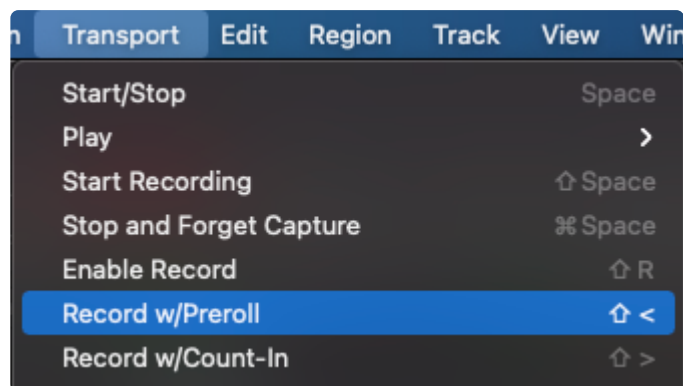 Transport Edit Region Track View
Start/Stop Space
Play >
Start Recording ⇧ Space
Stop and Forget Capture ⌘ Space
Enable Record ⇧ R
Record w/Preroll ⇧ <
Record w/Count-In ⇧ >